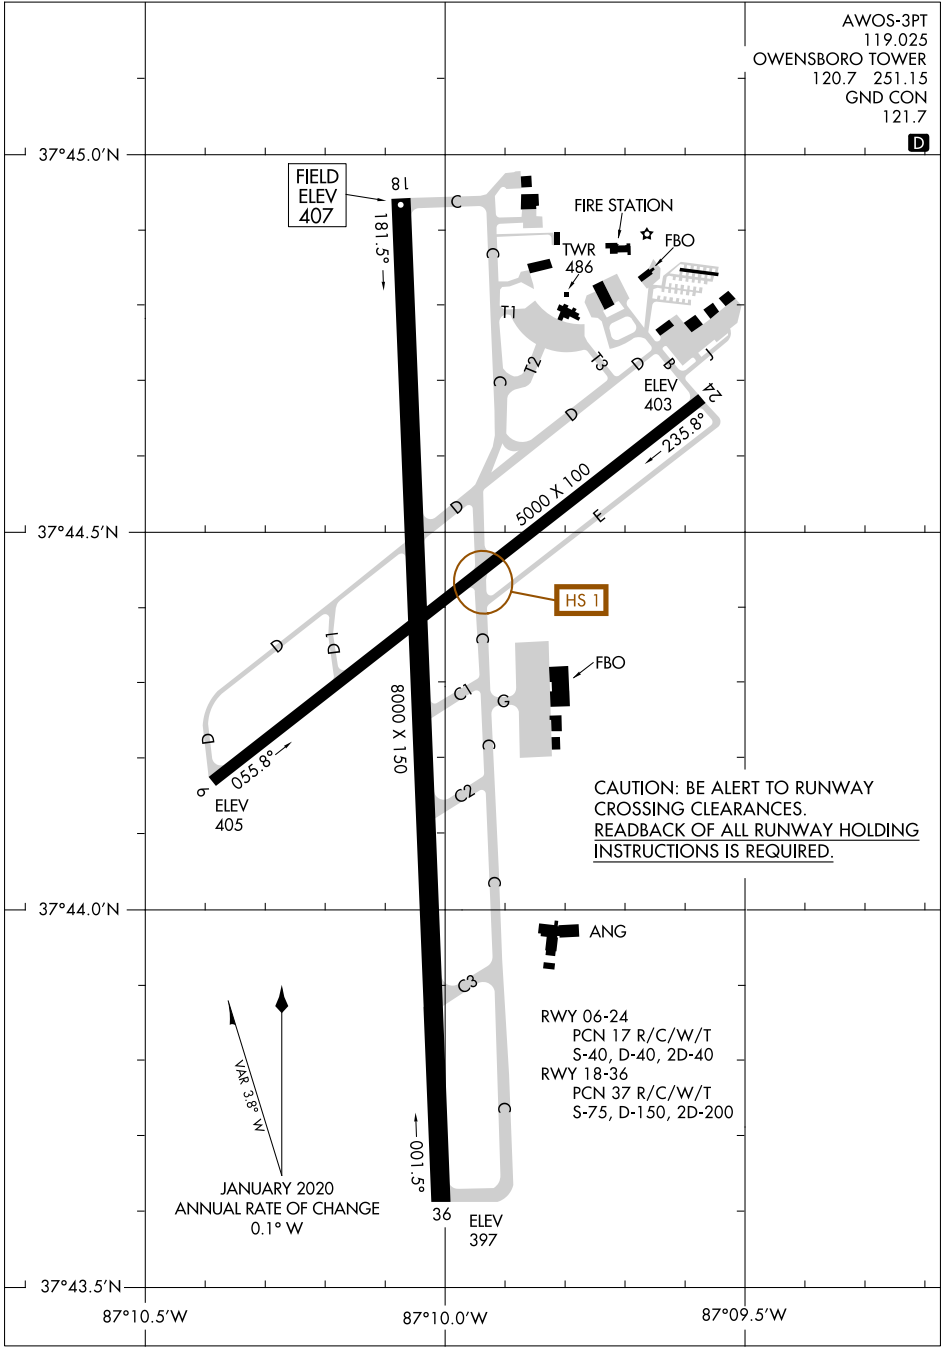 AWOS-3PT
119.025
OWENSBORO TOWER
120.7 251.15
GND CON
121.7
D
37°45.0'N
FIELD
ELEV
407
18
C
FIRE STATION
181.5°
C
TWR
486
FBO
T1
T2
T3
D
B
J
C
ELEV
403
24
D
235.8°
5000 X 100
D
E
37°44.5'N
HS 1
D
D1
C
FBO
C1
G
8000 X 150
D
C
055.8°
6
ELEV
405
C2
CAUTION: BE ALERT TO RUNWAY
CROSSING CLEARANCES.
READBACK OF ALL RUNWAY HOLDING
INSTRUCTIONS IS REQUIRED.
C
37°44.0'N
ANG
C3
RWY 06-24
PCN 17 R/C/W/T
S-40, D-40, 2D-40
RWY 18-36
PCN 37 R/C/W/T
S-75, D-150, 2D-200
VAR 3.8° W
C
001.5°
JANUARY 2020
ANNUAL RATE OF CHANGE
0.1° W
36
ELEV
397
37°43.5'N
87°10.5'W
87°10.0'W
87°09.5'W